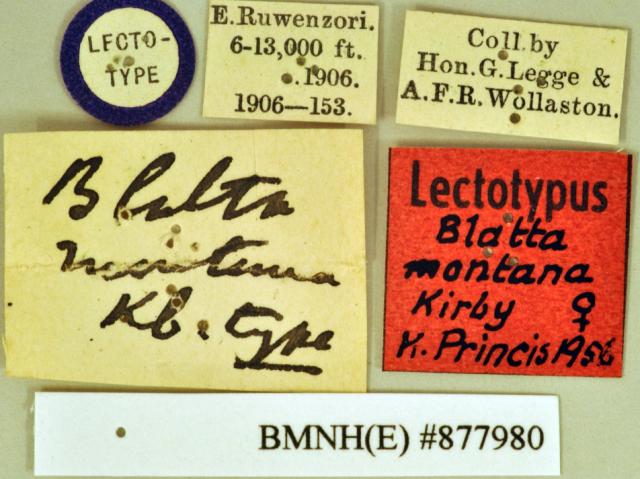 LECTO-
TYPE
E. Ruwenzori.
6-13,000 ft.
.1906.
1906—153.
Coll. by
Hon. G. Legge &
A.F.R. Wollaston.
Blatta
montana
Kb. type
Lectotypus
Blatta
montana
Kirby ♀
K. Princis 1956
BMNH(E) #877980